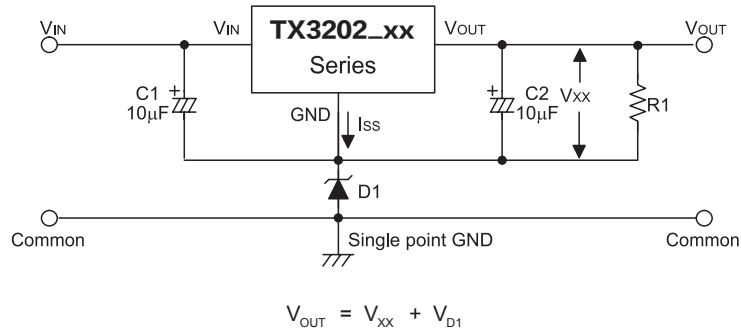 VIN VIN TX3202_xx VOUT VOUT
Series
C1 + 10µF
GND ISS
C2 + 10µF VXX R1
D1
Common Single point GND Common
VOUT = VXX + VD1